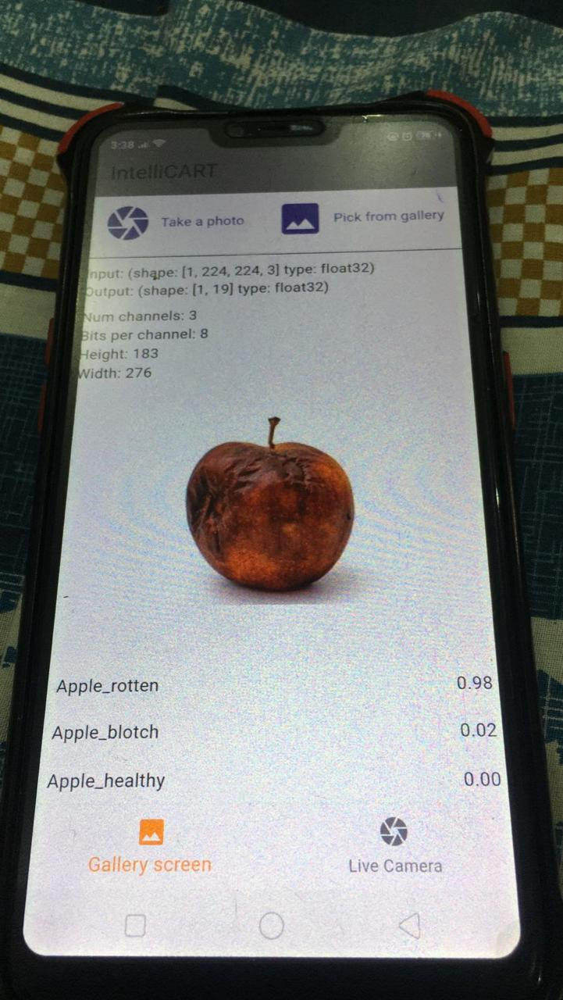 3:38
IntelliCART
Take a photo
Pick from gallery
Input: (shape: [1, 224, 224, 3] type: float32)
Output: (shape: [1, 19] type: float32)
Num channels: 3
Bits per channel: 8
Height: 183
Width: 276
Apple_rotten 0.98
Apple_blotch 0.02
Apple_healthy 0.00
Gallery screen
Live Camera